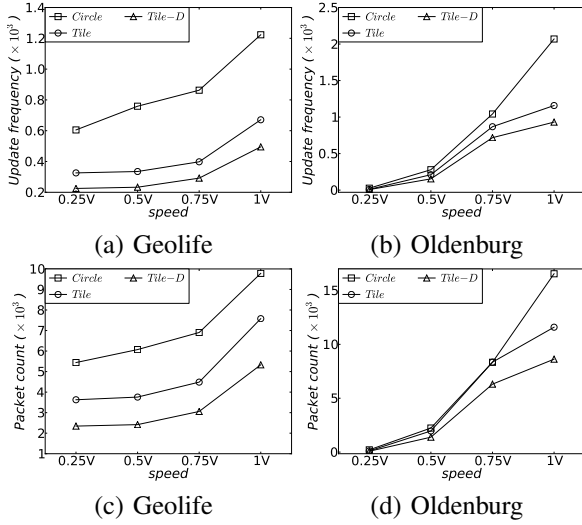 1.4
1.2
1.0
0.8
0.6
0.4
0.2
Update frequency ( × 10³ )
Circle
Tile
Tile−D
0.25V 0.5V 0.75V 1V
speed
(a) Geolife
2.5
2.0
1.5
1.0
0.5
0
Update frequency ( × 10³ )
Circle
Tile
Tile−D
0.25V 0.5V 0.75V 1V
speed
(b) Oldenburg
10
9
8
7
6
5
4
3
2
1
Packet count ( × 10³ )
Circle
Tile
Tile−D
0.25V 0.5V 0.75V 1V
speed
(c) Geolife
15
10
5
0
Packet count ( × 10³ )
Circle
Tile
Tile−D
0.25V 0.5V 0.75V 1V
speed
(d) Oldenburg